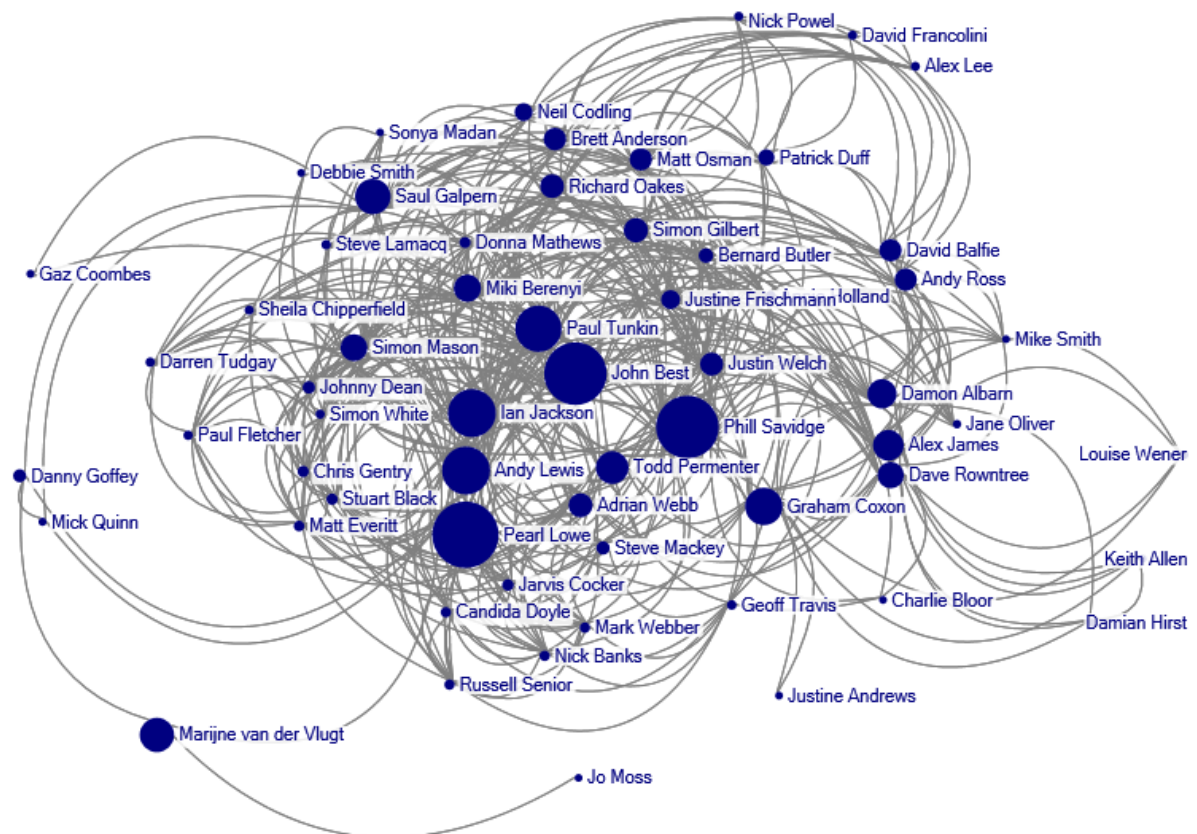 Nick Powel
David Francolini
Alex Lee
Neil Codling
Sonya Madan
Brett Anderson
Matt Osman
Patrick Duff
Debbie Smith
Richard Oakes
Saul Galpern
Simon Gilbert
Steve Lamacq
Donna Mathews
David Balfie
Bernard Butler
Gaz Coombes
Andy Ross
Miki Berenyi
Justine Frischmann
Holland
Sheila Chipperfield
Paul Tunkin
Mike Smith
Simon Mason
Darren Tudgay
Justin Welch
John Best
Johnny Dean
Damon Albarn
Simon White
Ian Jackson
Jane Oliver
Phill Savidge
Paul Fletcher
Alex James
Louise Wener
Chris Gentry
Andy Lewis
Todd Permenter
Danny Goffey
Dave Rowntree
Stuart Black
Adrian Webb
Graham Coxon
Mick Quinn
Matt Everitt
Pearl Lowe
Steve Mackey
Keith Allen
Jarvis Cocker
Charlie Bloor
Geoff Travis
Candida Doyle
Damian Hirst
Mark Webber
Nick Banks
Russell Senior
Justine Andrews
Marijne van der Vlugt
Jo Moss